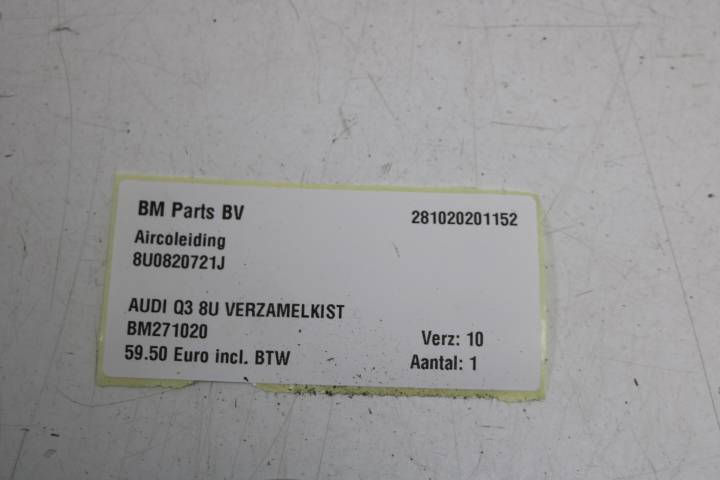 BM Parts BV 281020201152
Aircoleiding
8U0820721J
AUDI Q3 8U VERZAMELKIST
BM271020 Verz: 10
59.50 Euro incl. BTW Aantal: 1